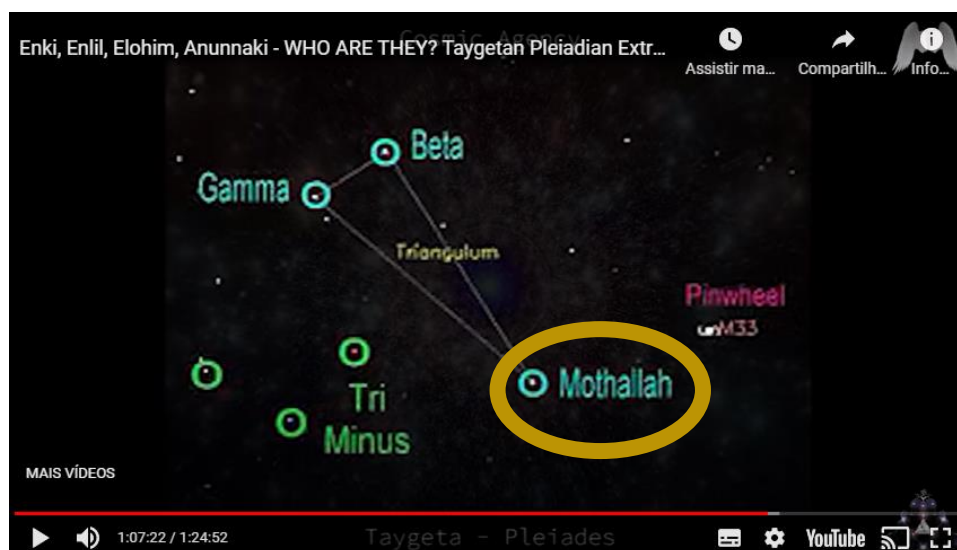 Cosmic Agency
Enki, Enlil, Elohim, Anunnaki - WHO ARE THEY? Taygetan Pleiadian Extr...
Assistir ma...
Compartilh...
Info...
Beta
Gamma
Triangulum
Pinwheel
M33
Mothallah
Tri
Minus
MAIS VÍDEOS
1:07:22 / 1:24:52
Taygeta - Pleiades
YouTube